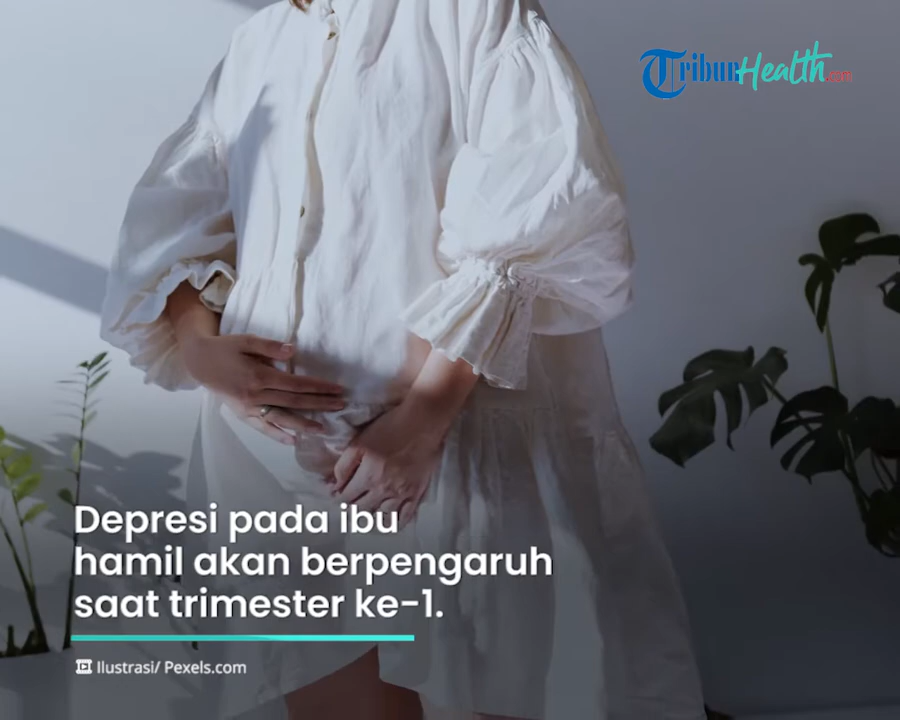 TribunHealth.com
Depresi pada ibu
hamil akan berpengaruh
saat trimester ke-1.
Ilustrasi/ Pexels.com